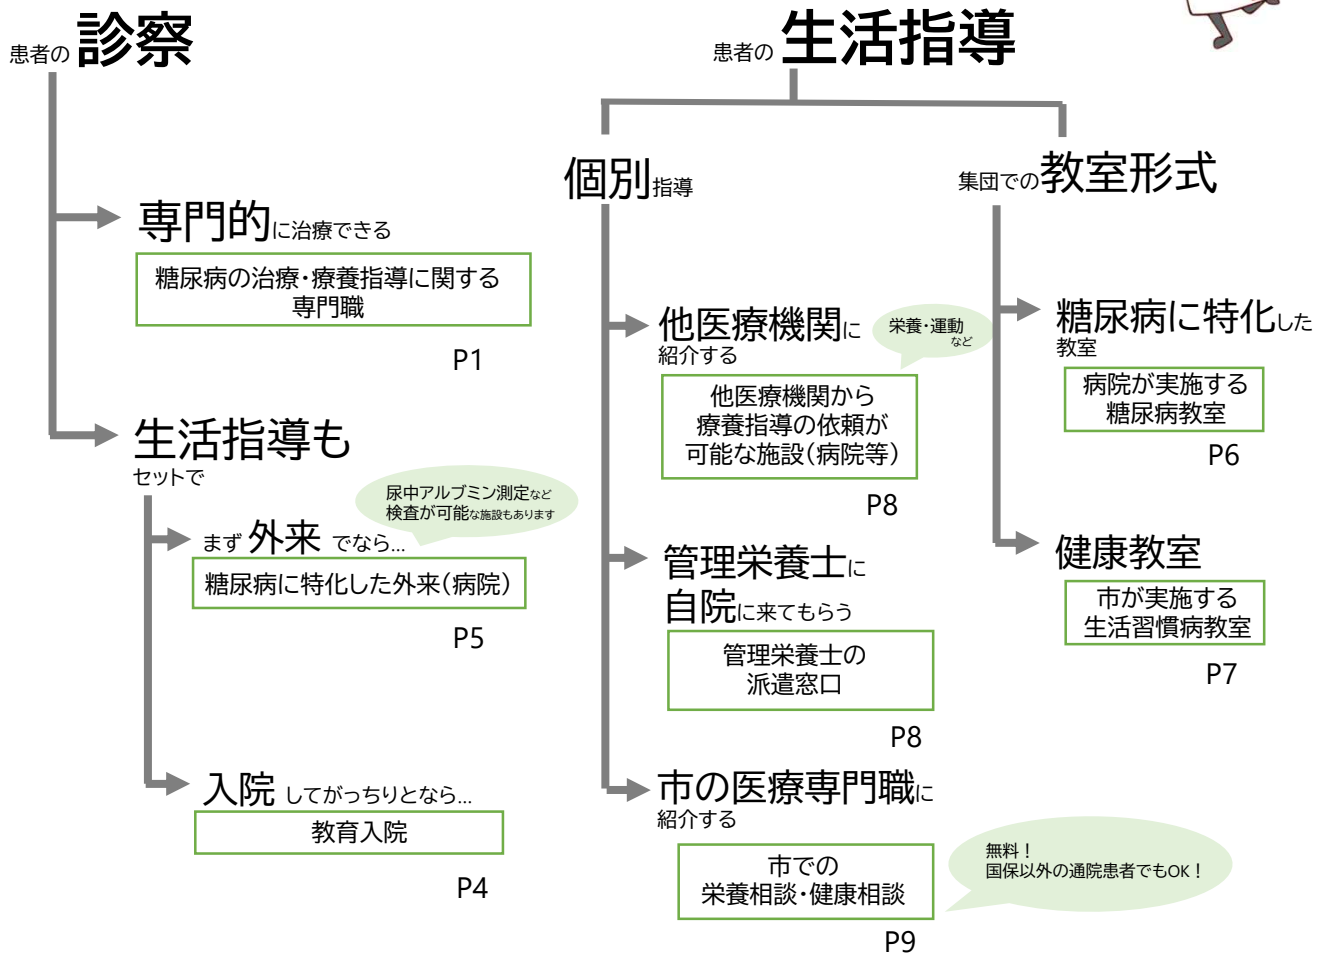 患者の 診察
専門的に治療できる
糖尿病の治療・療養指導に関する
専門職
P1
生活指導も
セットで
尿中アルブミン測定など
検査が可能な施設もあります
まず 外来 でなら…
糖尿病に特化した外来（病院）
P5
入院 してがっちりとなら…
教育入院
P4
患者の 生活指導
個別指導
他医療機関に
紹介する
栄養・運動
など
他医療機関から
療養指導の依頼が
可能な施設（病院等）
P8
管理栄養士に
自院に来てもらう
管理栄養士の
派遣窓口
P8
市の医療専門職に
紹介する
市での
栄養相談・健康相談
P9
無料！
国保以外の通院患者でもOK！
集団での教室形式
糖尿病に特化した
教室
病院が実施する
糖尿病教室
P6
健康教室
市が実施する
生活習慣病教室
P7